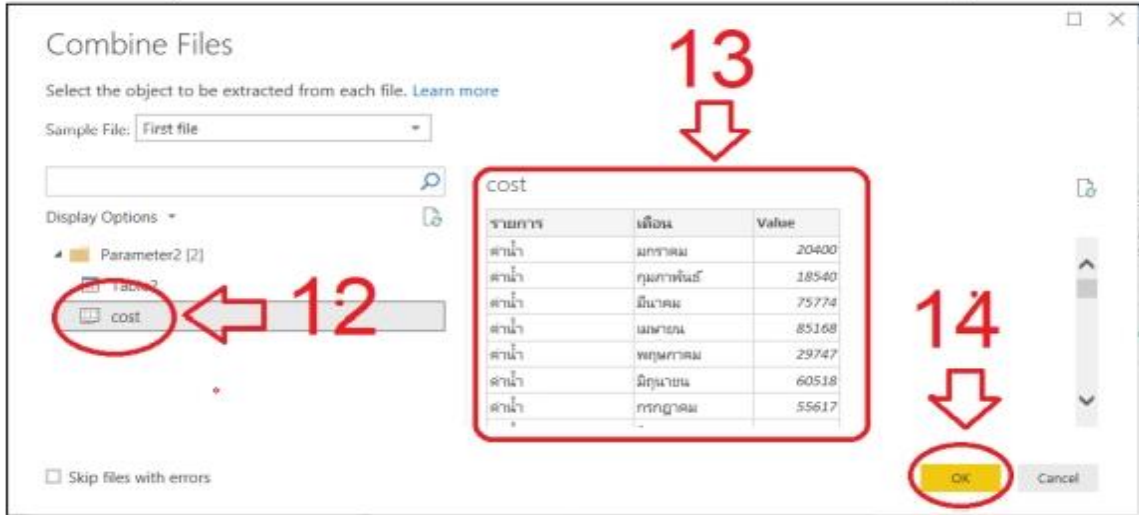 Combine Files
13
Select the object to be extracted from each file. Learn more
Sample File: First file
cost
Display Options
รายการ เดือน Value
Parameter2 [2]
ค่าน้ำ มกราคม 20400
Table2
ค่าน้ำ กุมภาพันธ์ 18540
cost
12
ค่าน้ำ มีนาคม 75774
14
ค่าน้ำ เมษายน 85168
ค่าน้ำ พฤษภาคม 29747
ค่าน้ำ มิถุนายน 60518
ค่าน้ำ กรกฎาคม 55617
Skip files with errors
OK
Cancel